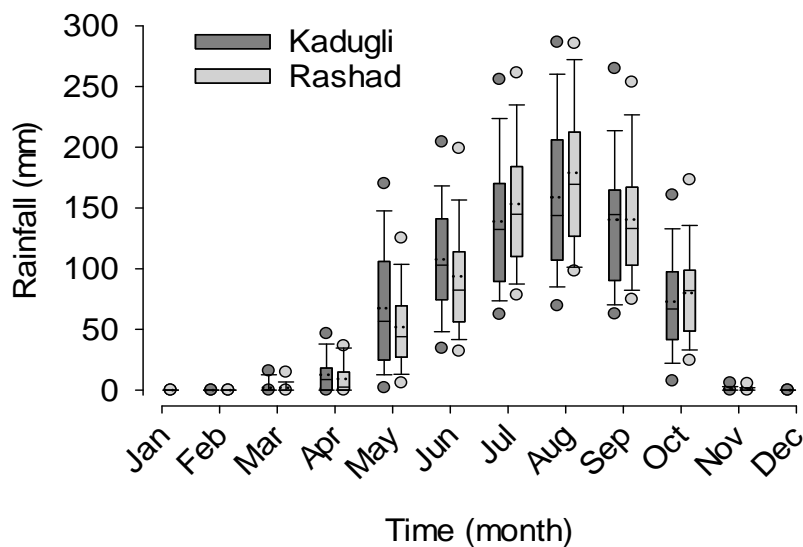 300
250
200
150
100
50
0
Rainfall (mm)
Kadugli
Rashad
Jan Feb Mar Apr May Jun Jul Aug Sep Oct Nov Dec
Time (month)